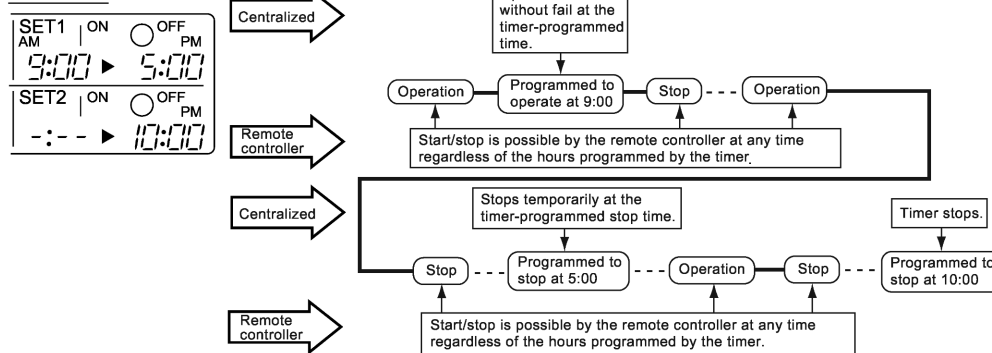 Centralized
without fail at the
timer-programmed
time.
SET1 ON OFF
AM PM
9:00 ▶ 5:00
SET2 ON OFF
PM
-:-- ▶ 10:00
Operation
Programmed to
operate at 9:00
Stop
Operation
Remote
controller
Start/stop is possible by the remote controller at any time
regardless of the hours programmed by the timer.
Centralized
Stops temporarily at the
timer-programmed stop time.
Timer stops.
Stop
Programmed to
stop at 5:00
Operation
Stop
Programmed to
stop at 10:00
Remote
controller
Start/stop is possible by the remote controller at any time
regardless of the hours programmed by the timer.